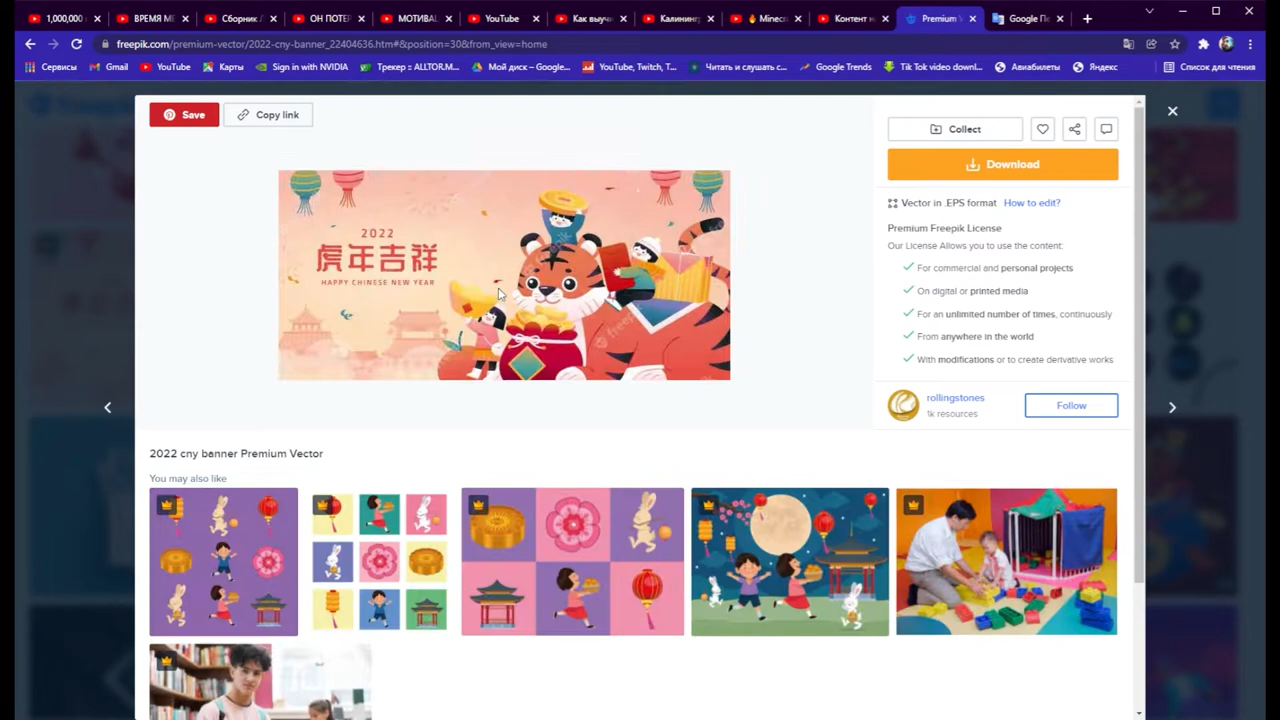 1,000,000
ВРЕМЯ МЕ
Сборник
ОН ПОТЕР
МОТИВА
YouTube
Как выуч
Калининг
Minec
Контент н
Premium V
Google П
freepik.com/premium-vector/2022-cny-banner_22404636.htm#&position=30&from_view=home
Сервисы
Gmail
YouTube
Карты
Sign in with NVIDIA
Трекер :: ALLTOR.M...
Мой диск – Google...
YouTube, Twitch, T...
Читать и слушать с...
Google Trends
Tik Tok video downl...
Авиабилеты
Яндекс
Список для чтения
Save
Copy link
Collect
Download
Vector in .EPS format How to edit?
Premium Freepik License
Our License Allows you to use the content:
For commercial and personal projects
On digital or printed media
For an unlimited number of times, continuously
From anywhere in the world
With modifications or to create derivative works
rollingstones
1k resources
Follow
2022
虎年吉祥
HAPPY CHINESE NEW YEAR
2022 cny banner Premium Vector
You may also like